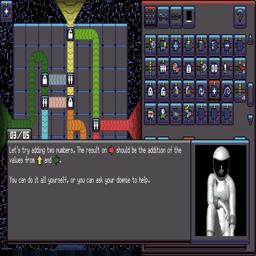 03/05
Let's try adding two numbers. The result on should be the addition of the
values from and .
You can do it all yourself, or you can ask your downie to help.